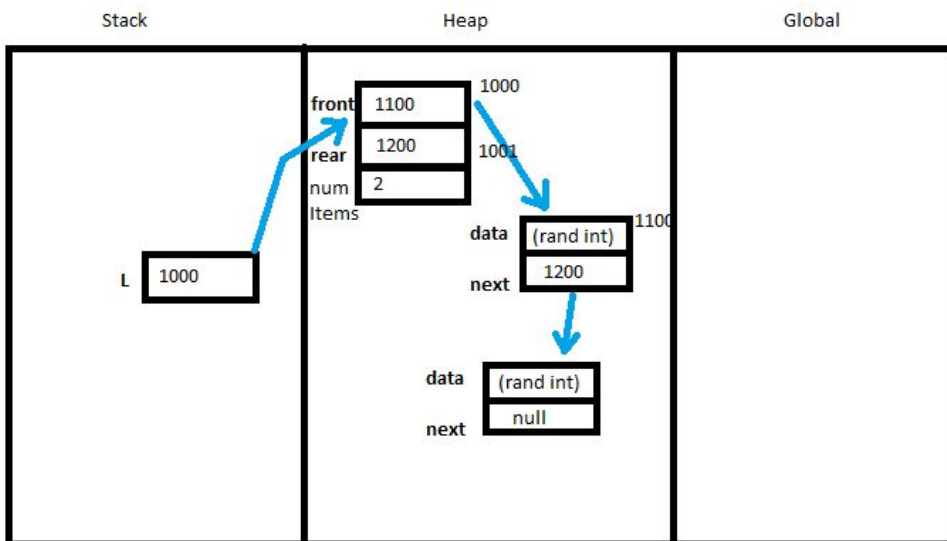 Stack
Heap
Global
front
1100
1000
rear
1200
1001
num
Items
2
data
(rand int)
1100
next
1200
L
1000
data
(rand int)
next
null